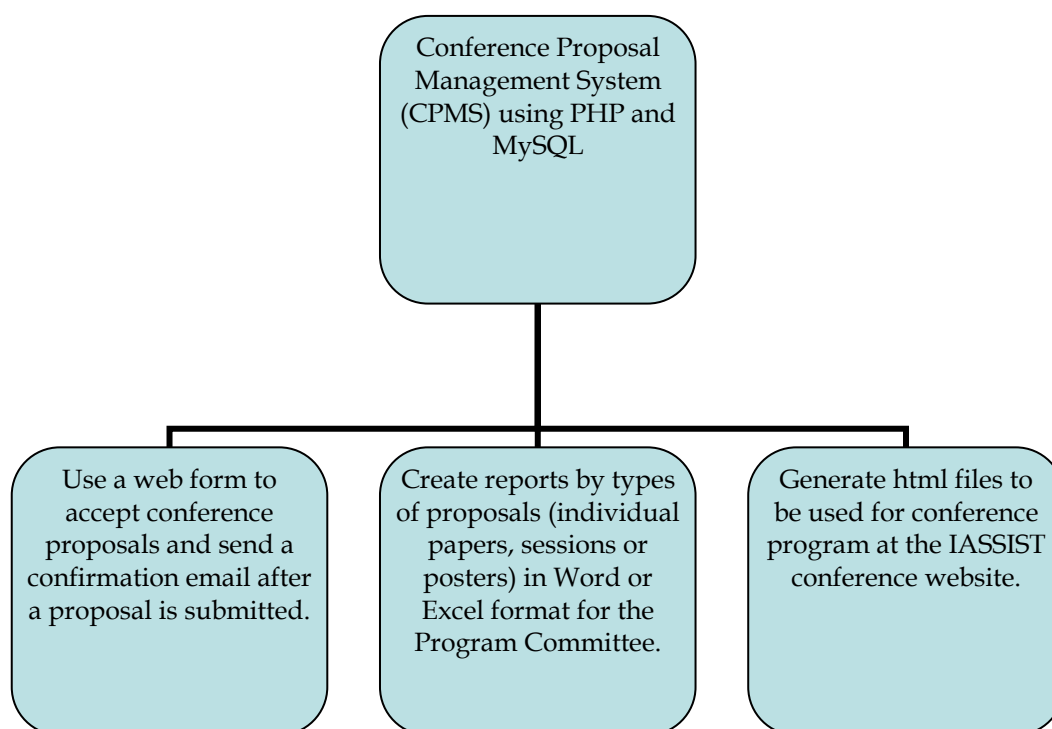 Conference Proposal
Management System
(CPMS) using PHP and
MySQL
Use a web form to
accept conference
proposals and send a
confirmation email after
a proposal is submitted.
Create reports by types
of proposals (individual
papers, sessions or
posters) in Word or
Excel format for the
Program Committee.
Generate html files to
be used for conference
program at the IASSIST
conference website.